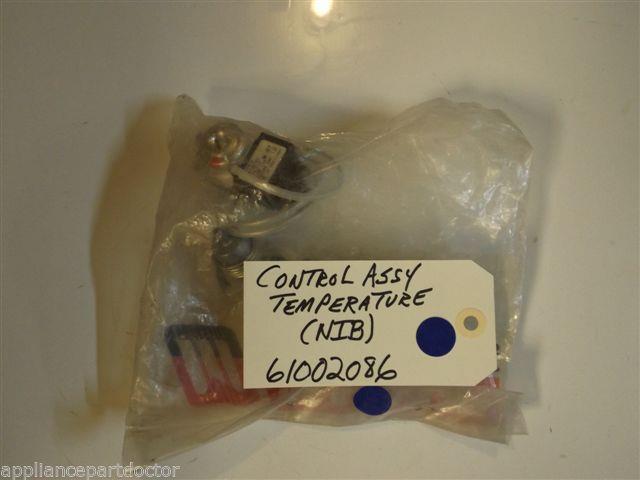 CONTROL ASSY
TEMPERATURE
(NIB)
61002086
appliancepartdoctor